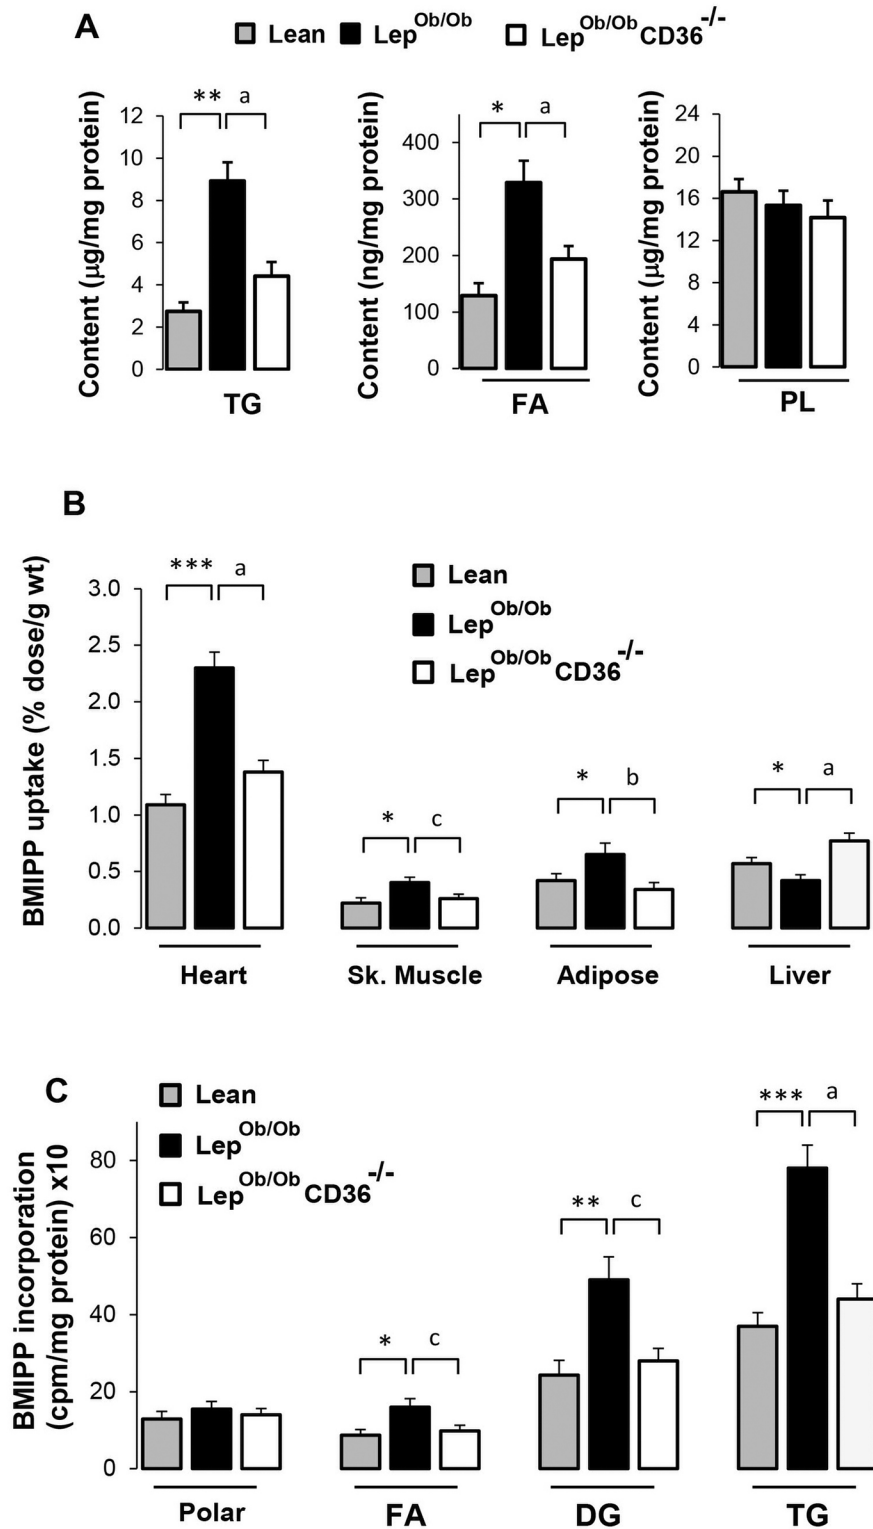 A
Lean Lep^Ob/Ob Lep^Ob/Ob CD36^-/-
Content (µg/mg protein)
12
10
8
6
4
2
0
** a
TG
Content (ng/mg protein)
400
300
200
100
0
* a
FA
Content (µg/mg protein)
24
20
16
12
8
4
0
PL
B
BMIPP uptake (% dose/g wt)
3.0
2.5
2.0
1.5
1.0
0.5
0.0
Lean
Lep^Ob/Ob
Lep^Ob/Ob CD36^-/-
*** a
* c
* b
* a
Heart Sk. Muscle Adipose Liver
C
BMIPP incorporation
(cpm/mg protein) x10
80
60
40
20
0
Lean
Lep^Ob/Ob
Lep^Ob/Ob CD36^-/-
* c
** c
*** a
Polar FA DG TG